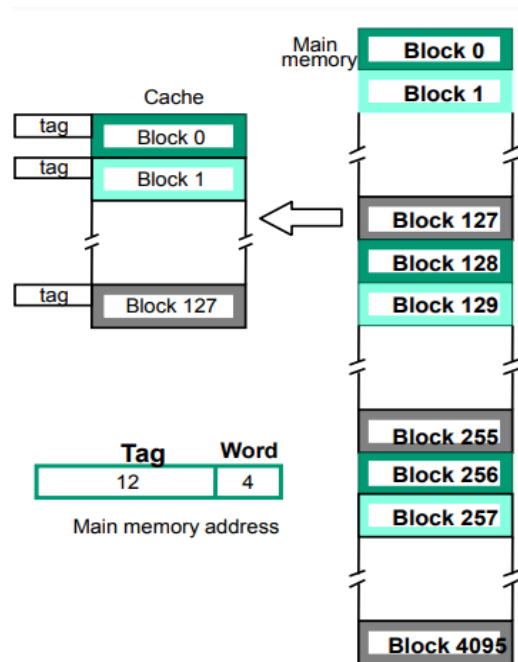 Cache
tag
Block 0
tag
Block 1
tag
Block 127
Main
memory
Block 0
Block 1
Block 127
Block 128
Block 129
Block 255
Block 256
Block 257
Block 4095
Tag
Word
12
4
Main memory address